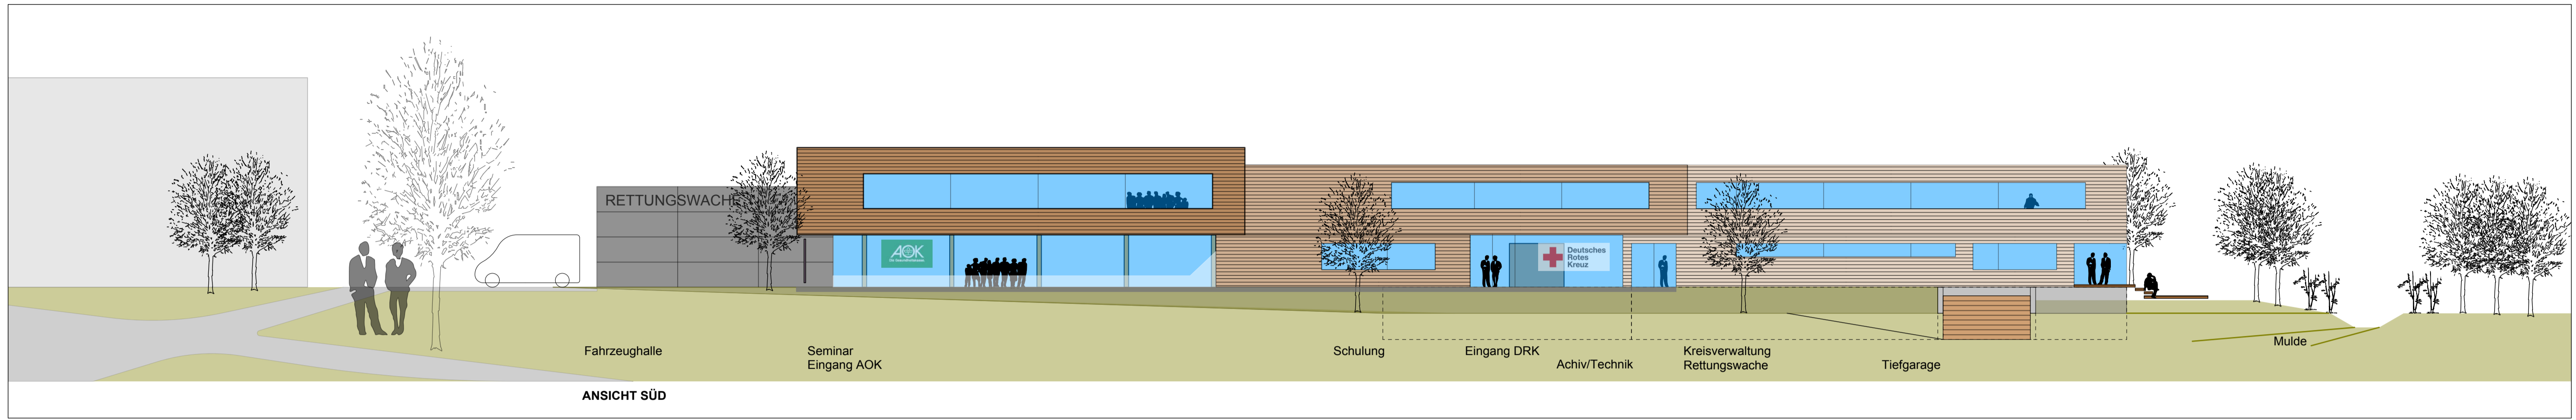 RETTUNGSWACHE
AOK
Deutsches
Rotes
Kreuz
Fahrzeughalle
Seminar
Eingang AOK
Schulung
Eingang DRK
Achiv/Technik
Kreisverwaltung
Rettungswache
Tiefgarage
Mulde
ANSICHT SÜD